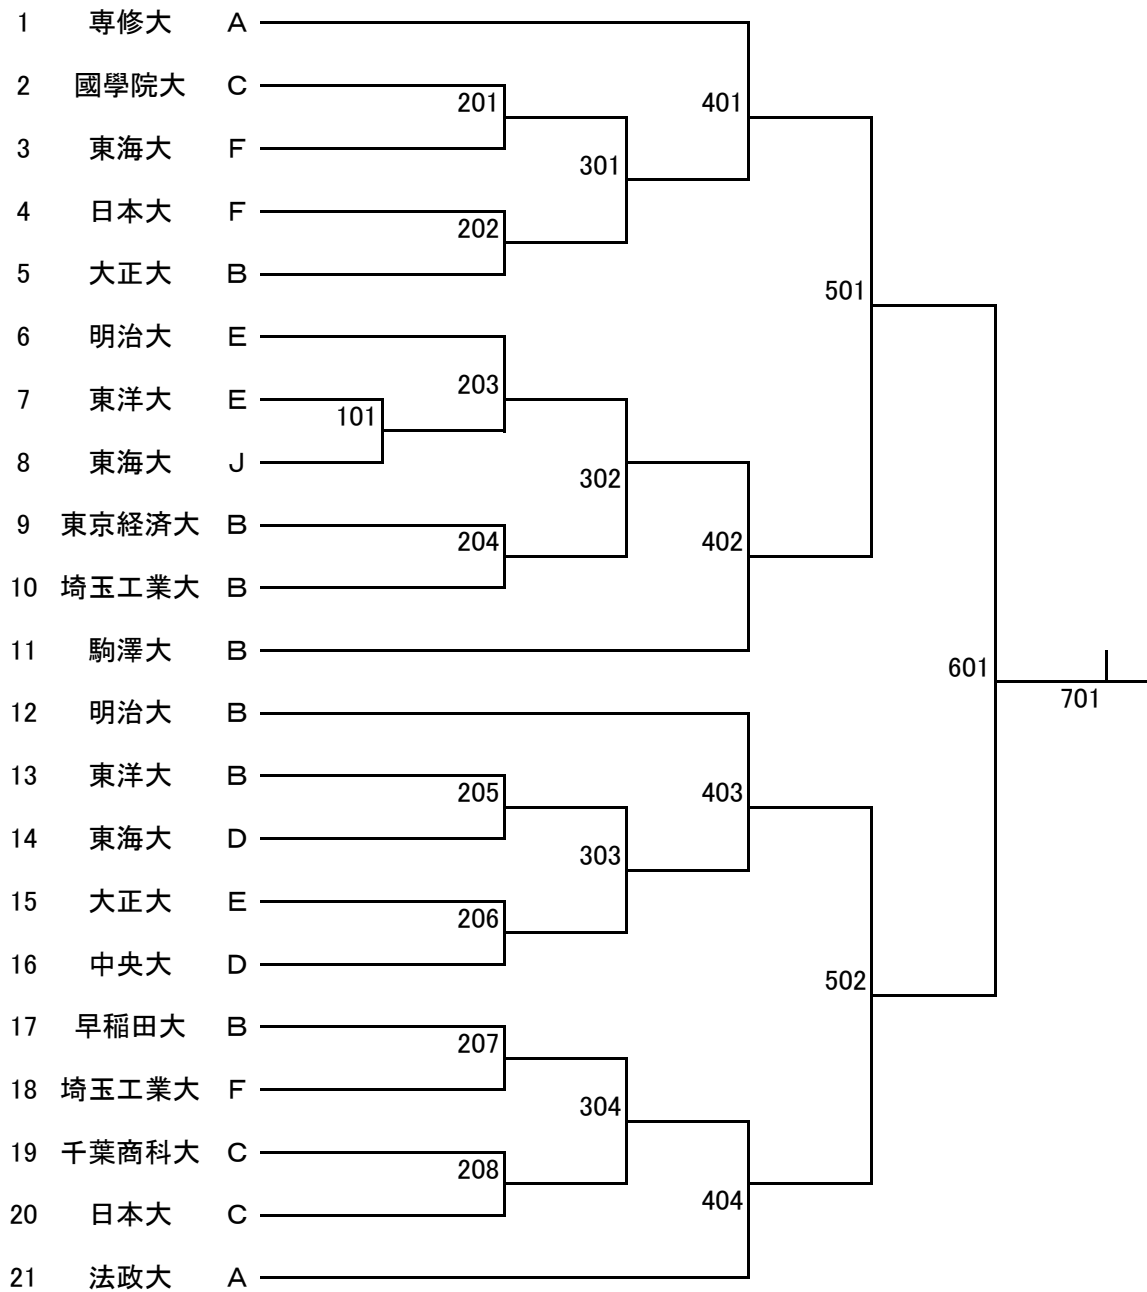 1 専修大 A
2 國學院大 C
201
401
3 東海大 F
301
4 日本大 F
202
5 大正大 B
501
6 明治大 E
203
7 東洋大 E
101
8 東海大 J
302
9 東京経済大 B
204
402
10 埼玉工業大 B
11 駒澤大 B
601
701
12 明治大 B
13 東洋大 B
205
403
14 東海大 D
303
15 大正大 E
206
16 中央大 D
502
17 早稲田大 B
207
18 埼玉工業大 F
304
19 千葉商科大 C
208
404
20 日本大 C
21 法政大 A